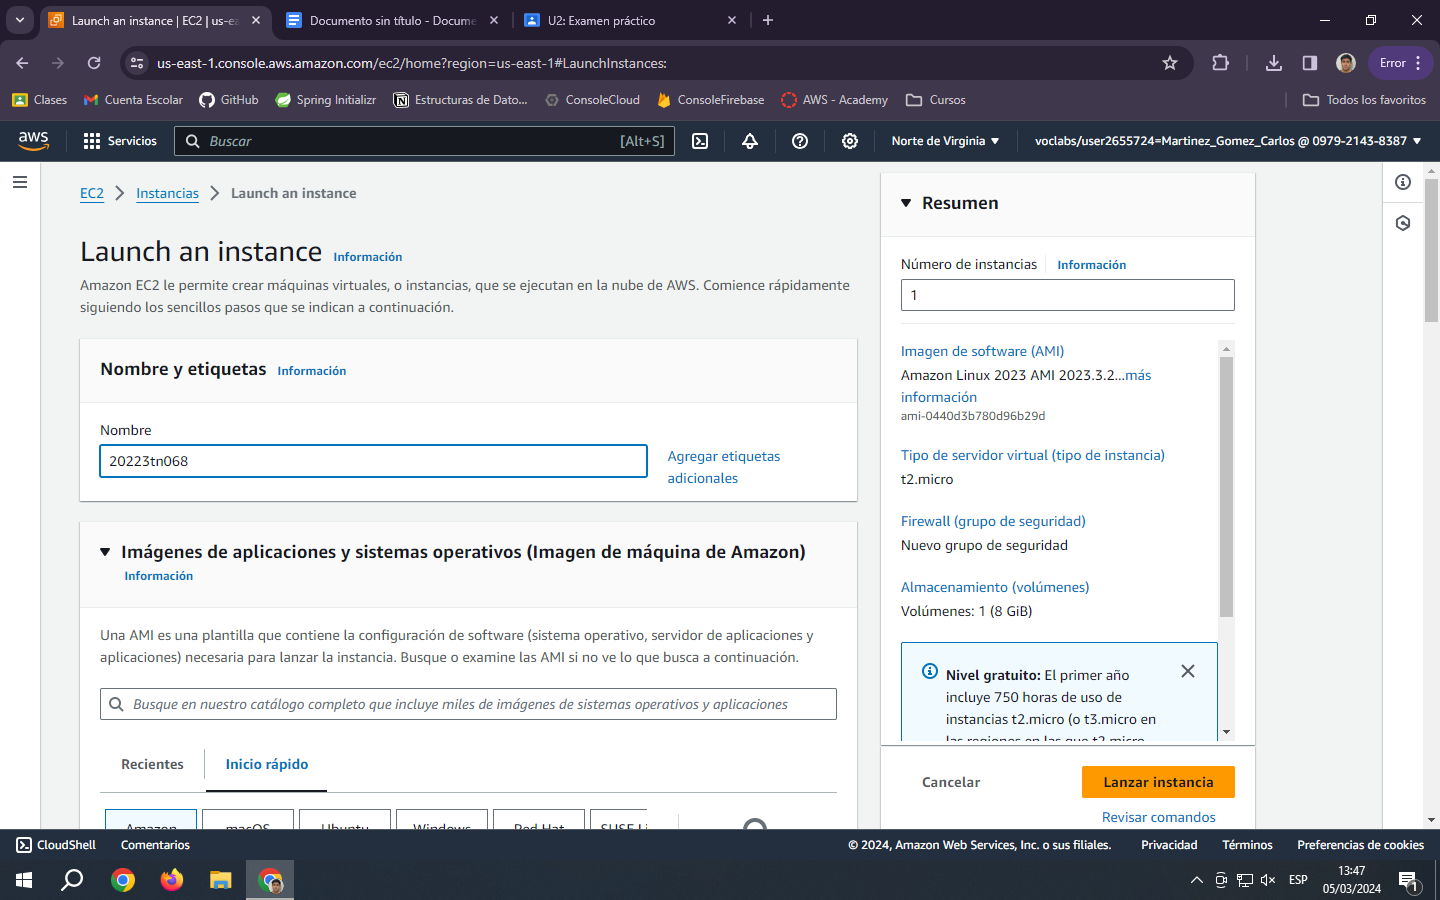 Launch an instance | EC2 | us-ea
Documento sin título - Docume
U2: Examen práctico
us-east-1.console.aws.amazon.com/ec2/home?region=us-east-1#LaunchInstances:
Error
Clases
Cuenta Escolar
GitHub
Spring Initializr
Estructuras de Dato...
ConsoleCloud
ConsoleFirebase
AWS - Academy
Cursos
Todos los favoritos
aws
Servicios
Buscar
[Alt+S]
Norte de Virginia
voclabs/user2655724=Martinez_Gomez_Carlos @ 0979-2143-8387
EC2
Instancias
Launch an instance
Launch an instance Información
Amazon EC2 le permite crear máquinas virtuales, o instancias, que se ejecutan en la nube de AWS. Comience rápidamente
siguiendo los sencillos pasos que se indican a continuación.
Nombre y etiquetas Información
Nombre
20223tn068
Agregar etiquetas
adicionales
Imágenes de aplicaciones y sistemas operativos (Imagen de máquina de Amazon)
Información
Una AMI es una plantilla que contiene la configuración de software (sistema operativo, servidor de aplicaciones y
aplicaciones) necesaria para lanzar la instancia. Busque o examine las AMI si no ve lo que busca a continuación.
Busque en nuestro catálogo completo que incluye miles de imágenes de sistemas operativos y aplicaciones
Recientes
Inicio rápido
Amazon
macOS
Ubuntu
Windows
Red Hat
SUSE Li
Resumen
Número de instancias Información
1
Imagen de software (AMI)
Amazon Linux 2023 AMI 2023.3.2...más
información
ami-0440d3b780d96b29d
Tipo de servidor virtual (tipo de instancia)
t2.micro
Firewall (grupo de seguridad)
Nuevo grupo de seguridad
Almacenamiento (volúmenes)
Volúmenes: 1 (8 GiB)
Nivel gratuito: El primer año
incluye 750 horas de uso de
instancias t2.micro (o t3.micro en
las regiones en las que t2.micro
Cancelar
Lanzar instancia
Revisar comandos
CloudShell
Comentarios
© 2024, Amazon Web Services, Inc. o sus filiales.
Privacidad
Términos
Preferencias de cookies
ESP
13:47
05/03/2024
1